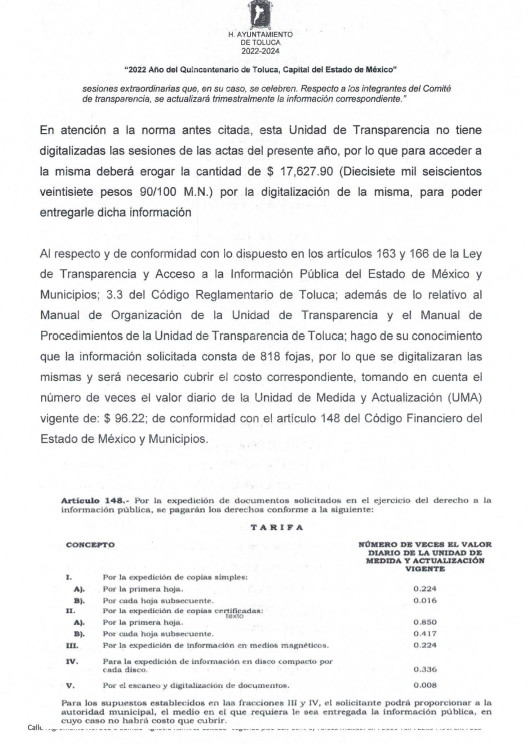 H. AYUNTAMIENTO
DE TOLUCA
2022-2024
"2022 Año del Quincentenario de Toluca, Capital del Estado de México"
sesiones extraordinarias que, en su caso, se celebren. Respecto a los integrantes del Comité
de transparencia, se actualizará trimestralmente la información correspondiente."
En atención a la norma antes citada, esta Unidad de Transparencia no tiene
digitalizadas las sesiones de las actas del presente año, por lo que para acceder a
la misma deberá erogar la cantidad de $ 17,627.90 (Diecisiete mil seiscientos
veintisiete pesos 90/100 M.N.) por la digitalización de la misma, para poder
entregarle dicha información
Al respecto y de conformidad con lo dispuesto en los artículos 163 y 166 de la Ley
de Transparencia y Acceso a la Información Pública del Estado de México y
Municipios; 3.3 del Código Reglamentario de Toluca; además de lo relativo al
Manual de Organización de la Unidad de Transparencia y el Manual de
Procedimientos de la Unidad de Transparencia de Toluca; hago de su conocimiento
que la información solicitada consta de 818 fojas, por lo que se digitalizaran las
mismas y será necesario cubrir el costo correspondiente, tomando en cuenta el
número de veces el valor diario de la Unidad de Medida y Actualización (UMA)
vigente de: $ 96.22; de conformidad con el artículo 148 del Código Financiero del
Estado de México y Municipios.
Artículo 148.- Por la expedición de documentos solicitados en el ejercicio del derecho a la
información pública, se pagarán los derechos conforme a la siguiente:
TARIFA
CONCEPTO NÚMERO DE VECES EL VALOR
DIARIO DE LA UNIDAD DE
MEDIDA Y ACTUALIZACIÓN
VIGENTE
I. Por la expedición de copias simples:
A). Por la primera hoja. 0.224
B). Por cada hoja subsecuente. 0.016
II. Por la expedición de copias certificadas:
texto
A). Por la primera hoja. 0.850
B). Por cada hoja subsecuente. 0.417
III. Por la expedición de información en medios magnéticos. 0.224
IV. Para la expedición de información en disco compacto por
cada disco. 0.336
V. Por el escaneo y digitalización de documentos. 0.008
Para los supuestos establecidos en las fracciones III y IV, el solicitante podrá proporcionar a la
autoridad municipal, el medio en el que requiera le sea entregada la información pública, en
cuyo caso no habrá costo que cubrir.